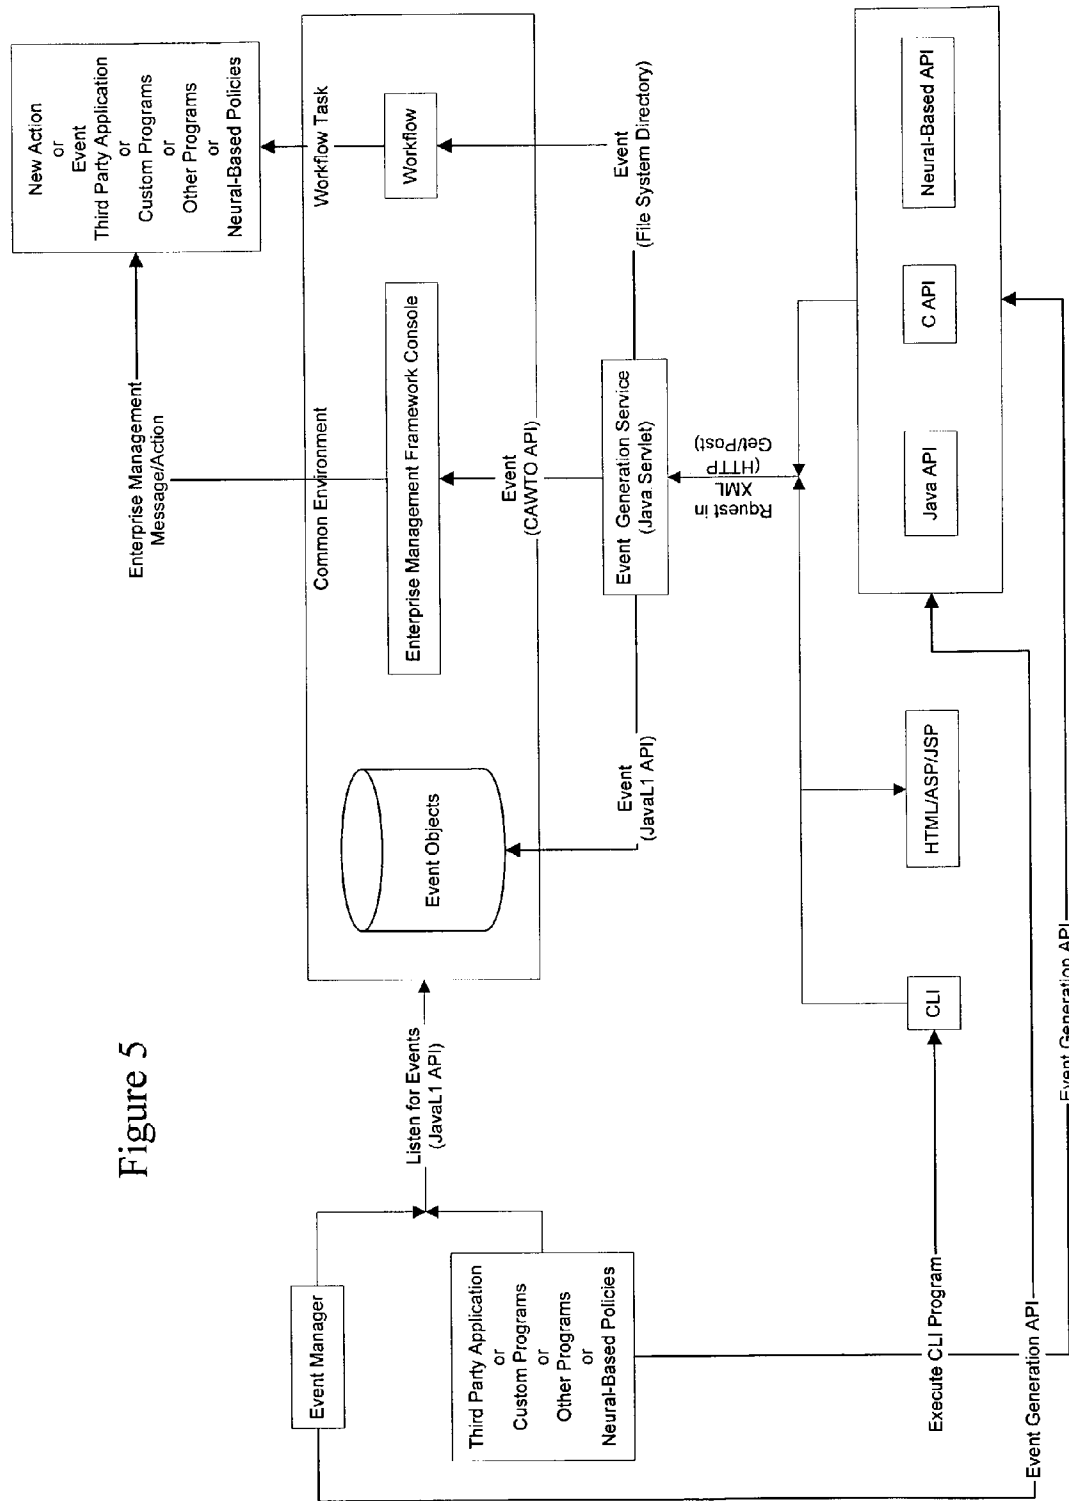 Figure 5
Event Manager
Third Party Application
or
Custom Programs
or
Other Programs
or
Neural-Based Policies
Listen for Events
(JavaL1 API)
Enterprise Management
Message/Action
New Action
or
Event
Third Party Application
or
Custom Programs
or
Other Programs
or
Neural-Based Policies
Common Environment
Workflow Task
Event Objects
Enterprise Management Framework Console
Workflow
Event
(JavaL1 API)
Event
(CAWTO API)
Event
(File System Directory)
Event Generation Service
(Java Servlet)
Rquest in
XML
(HTTP
Get/Post)
Execute CLI Program
CLI
HTML/ASP/JSP
Java API
C API
Neural-Based API
Event Generation API
Event Generation API